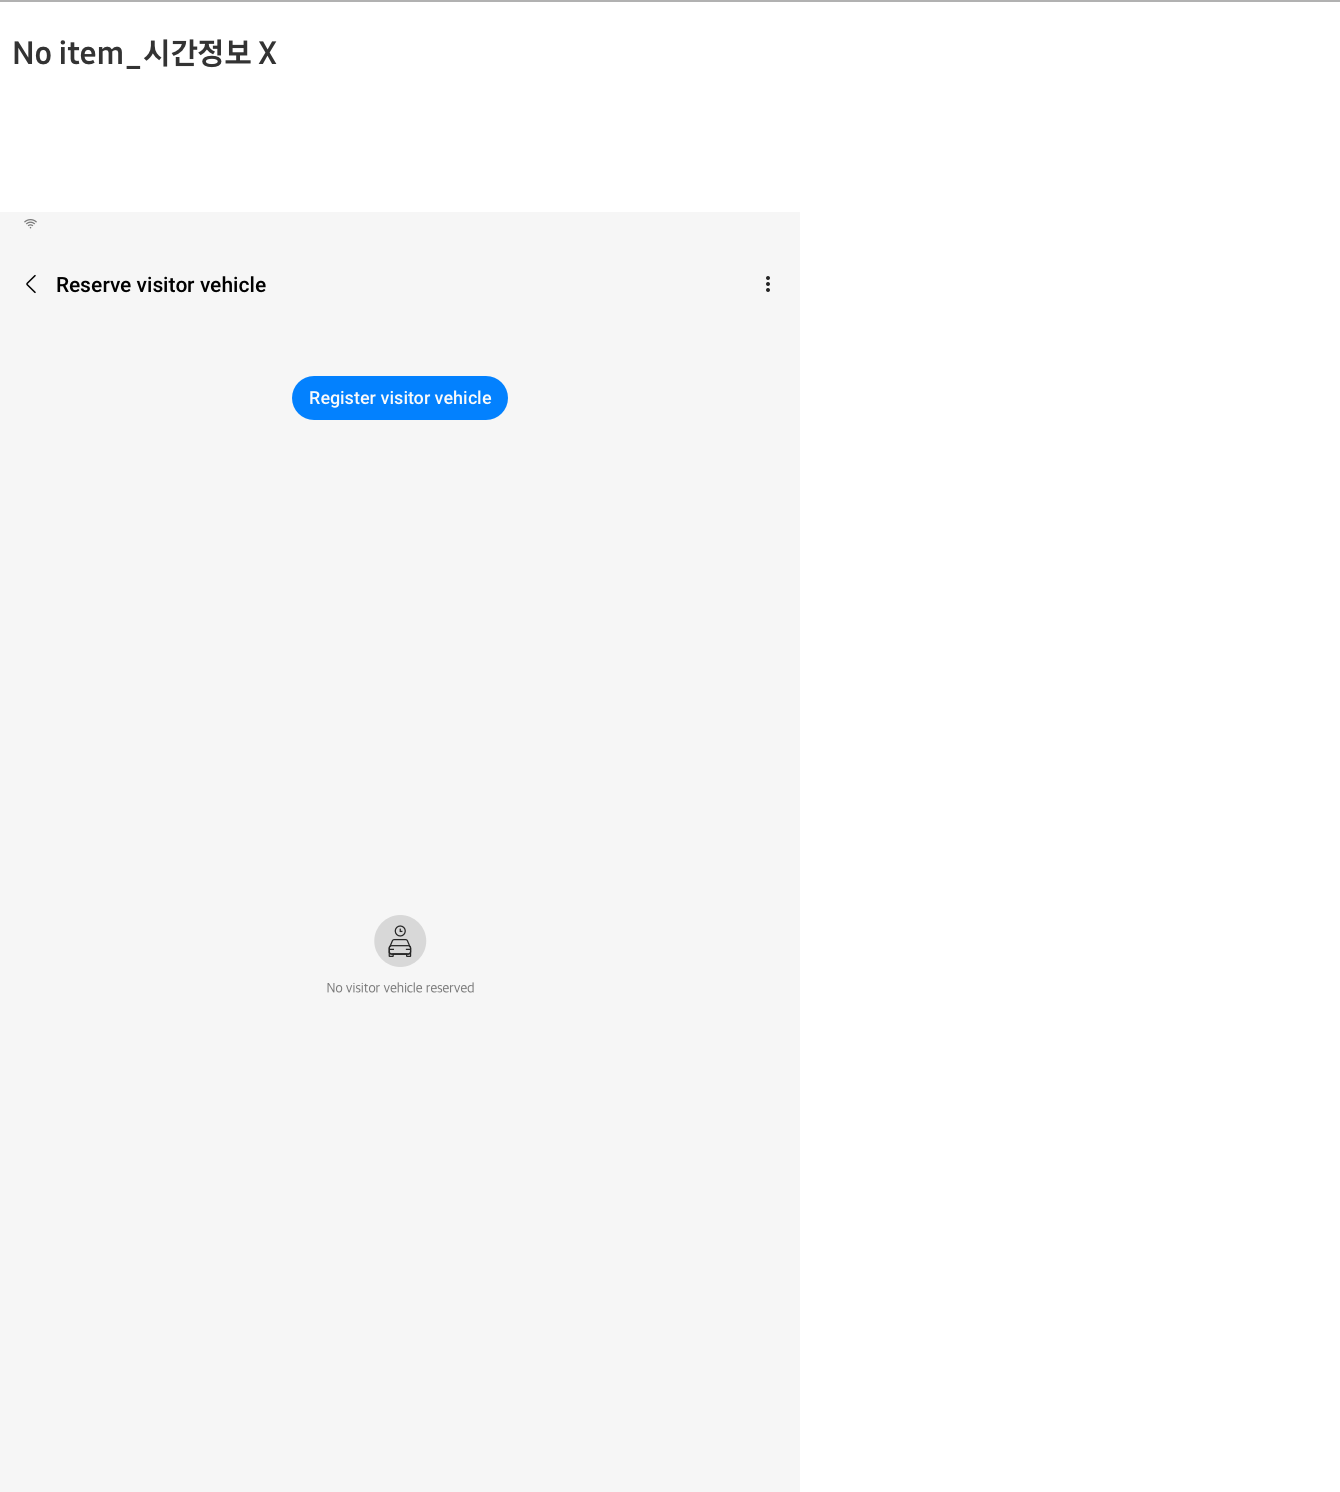 No item_시간정보 X
Reserve visitor vehicle
Register visitor vehicle
No visitor vehicle reserved